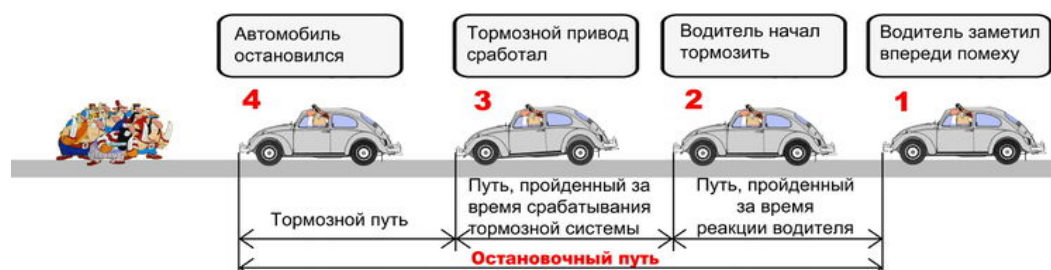 Автомобиль
остановился
Тормозной привод
сработал
Водитель начал
тормозить
Водитель заметил
впереди помеху
4
3
2
1
Тормозной путь
Путь, пройденный за
время срабатывания
тормозной системы
Путь, пройденный
за время
реакции водителя
Остановочный путь